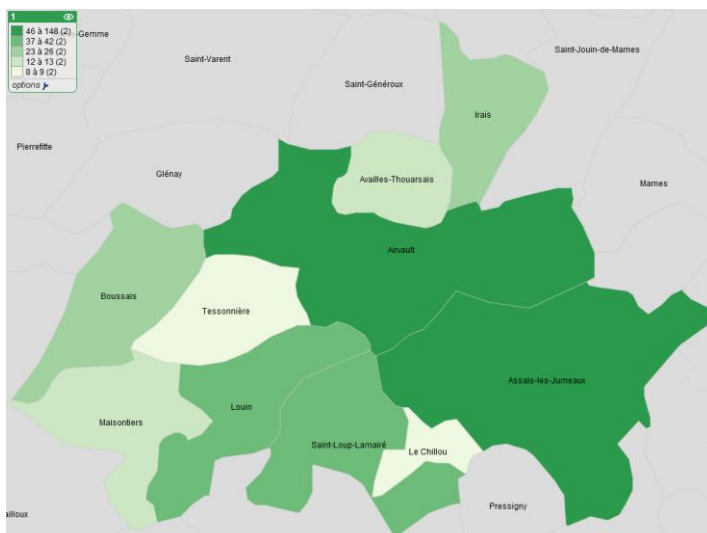 1
46 à 148 (2)
37 à 42 (2)
23 à 26 (2)
12 à 13 (2)
8 à 9 (2)
options
Saint-Varent
Saint-Jouin-de-Marnes
Saint-Généroux
Irais
Pierrefitte
Glénay
Availles-Thouarsais
Marnes
Airvault
Boussais
Tessonnière
Assais-les-Jumeaux
Louin
Maisontiers
Saint-Loup-Lamairé
Le Chillou
Pressigny